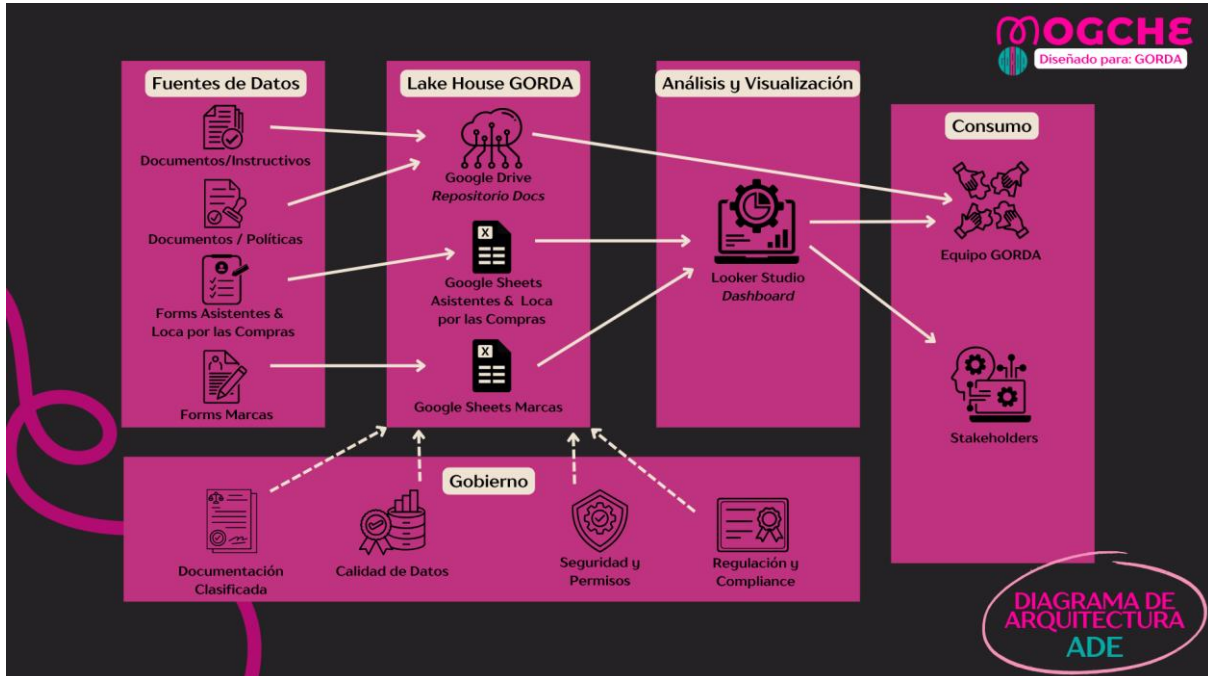 MOGCHE
Diseñado para: GORDA
Fuentes de Datos
Documentos/Instructivos
Documentos / Políticas
Forms Asistentes &
Loca por las Compras
Forms Marcas
Lake House GORDA
Google Drive
Repositorio Docs
X
Google Sheets
Asistentes & Loca
por las Compras
X
Google Sheets Marcas
Análisis y Visualización
Looker Studio
Dashboard
Consumo
Equipo GORDA
Stakeholders
Gobierno
Documentación
Clasificada
Calidad de Datos
Seguridad y
Permisos
Regulación y
Compliance
DIAGRAMA DE
ARQUITECTURA
ADE